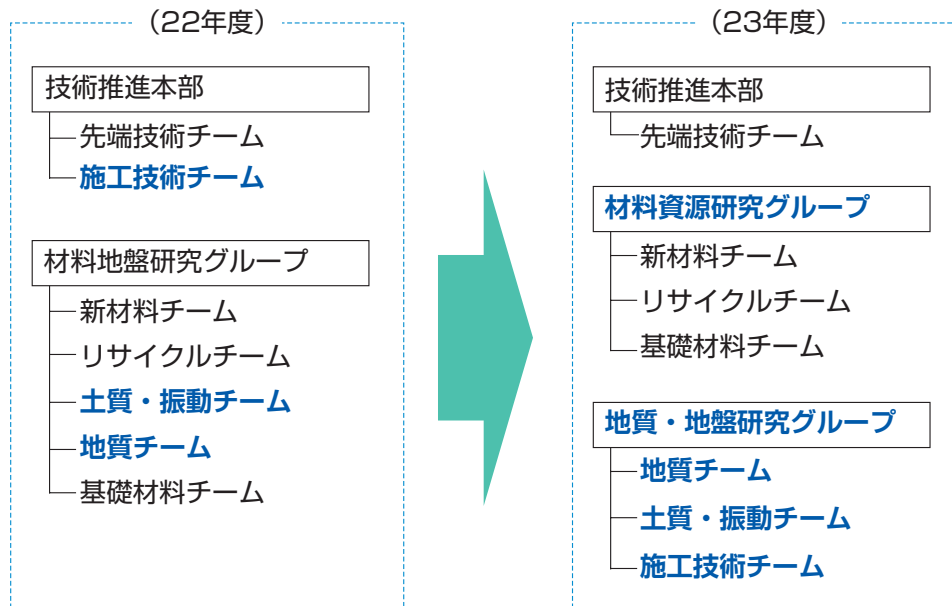 （22年度）
技術推進本部
先端技術チーム
施工技術チーム
材料地盤研究グループ
新材料チーム
リサイクルチーム
土質・振動チーム
地質チーム
基礎材料チーム
（23年度）
技術推進本部
先端技術チーム
材料資源研究グループ
新材料チーム
リサイクルチーム
基礎材料チーム
地質・地盤研究グループ
地質チーム
土質・振動チーム
施工技術チーム